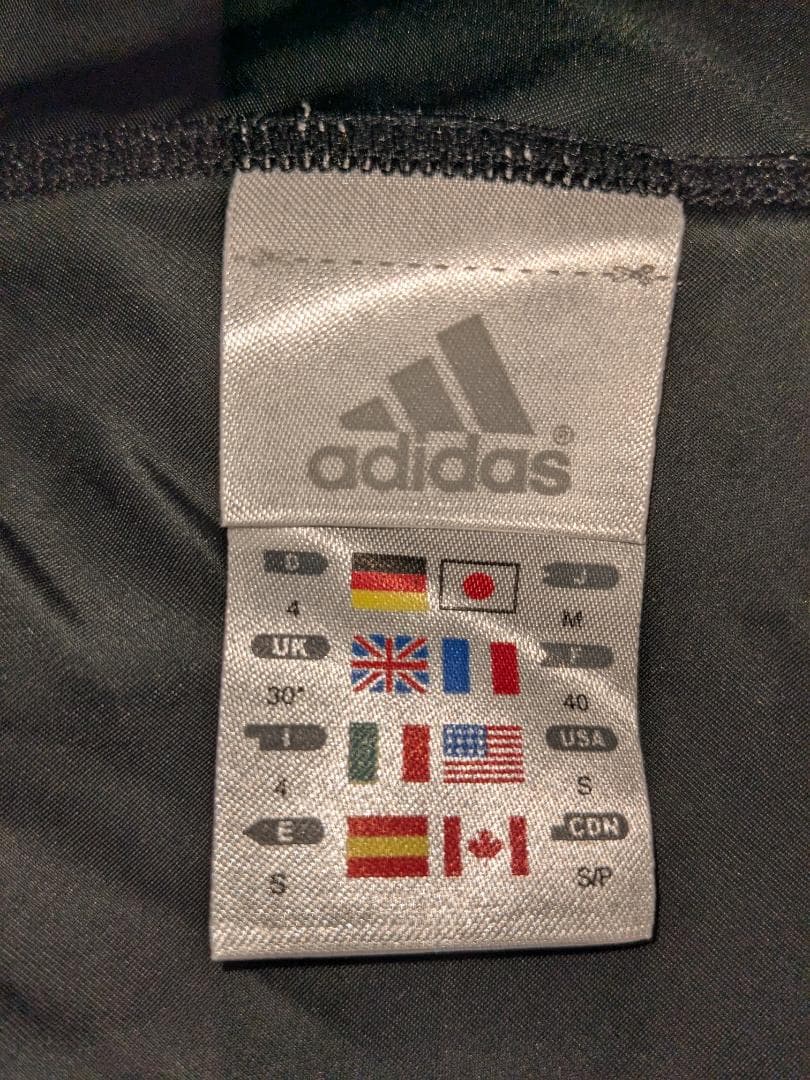 adidas®
D J
4 M
UK F
30" 40
I USA
4 S
E CDN
S S/P